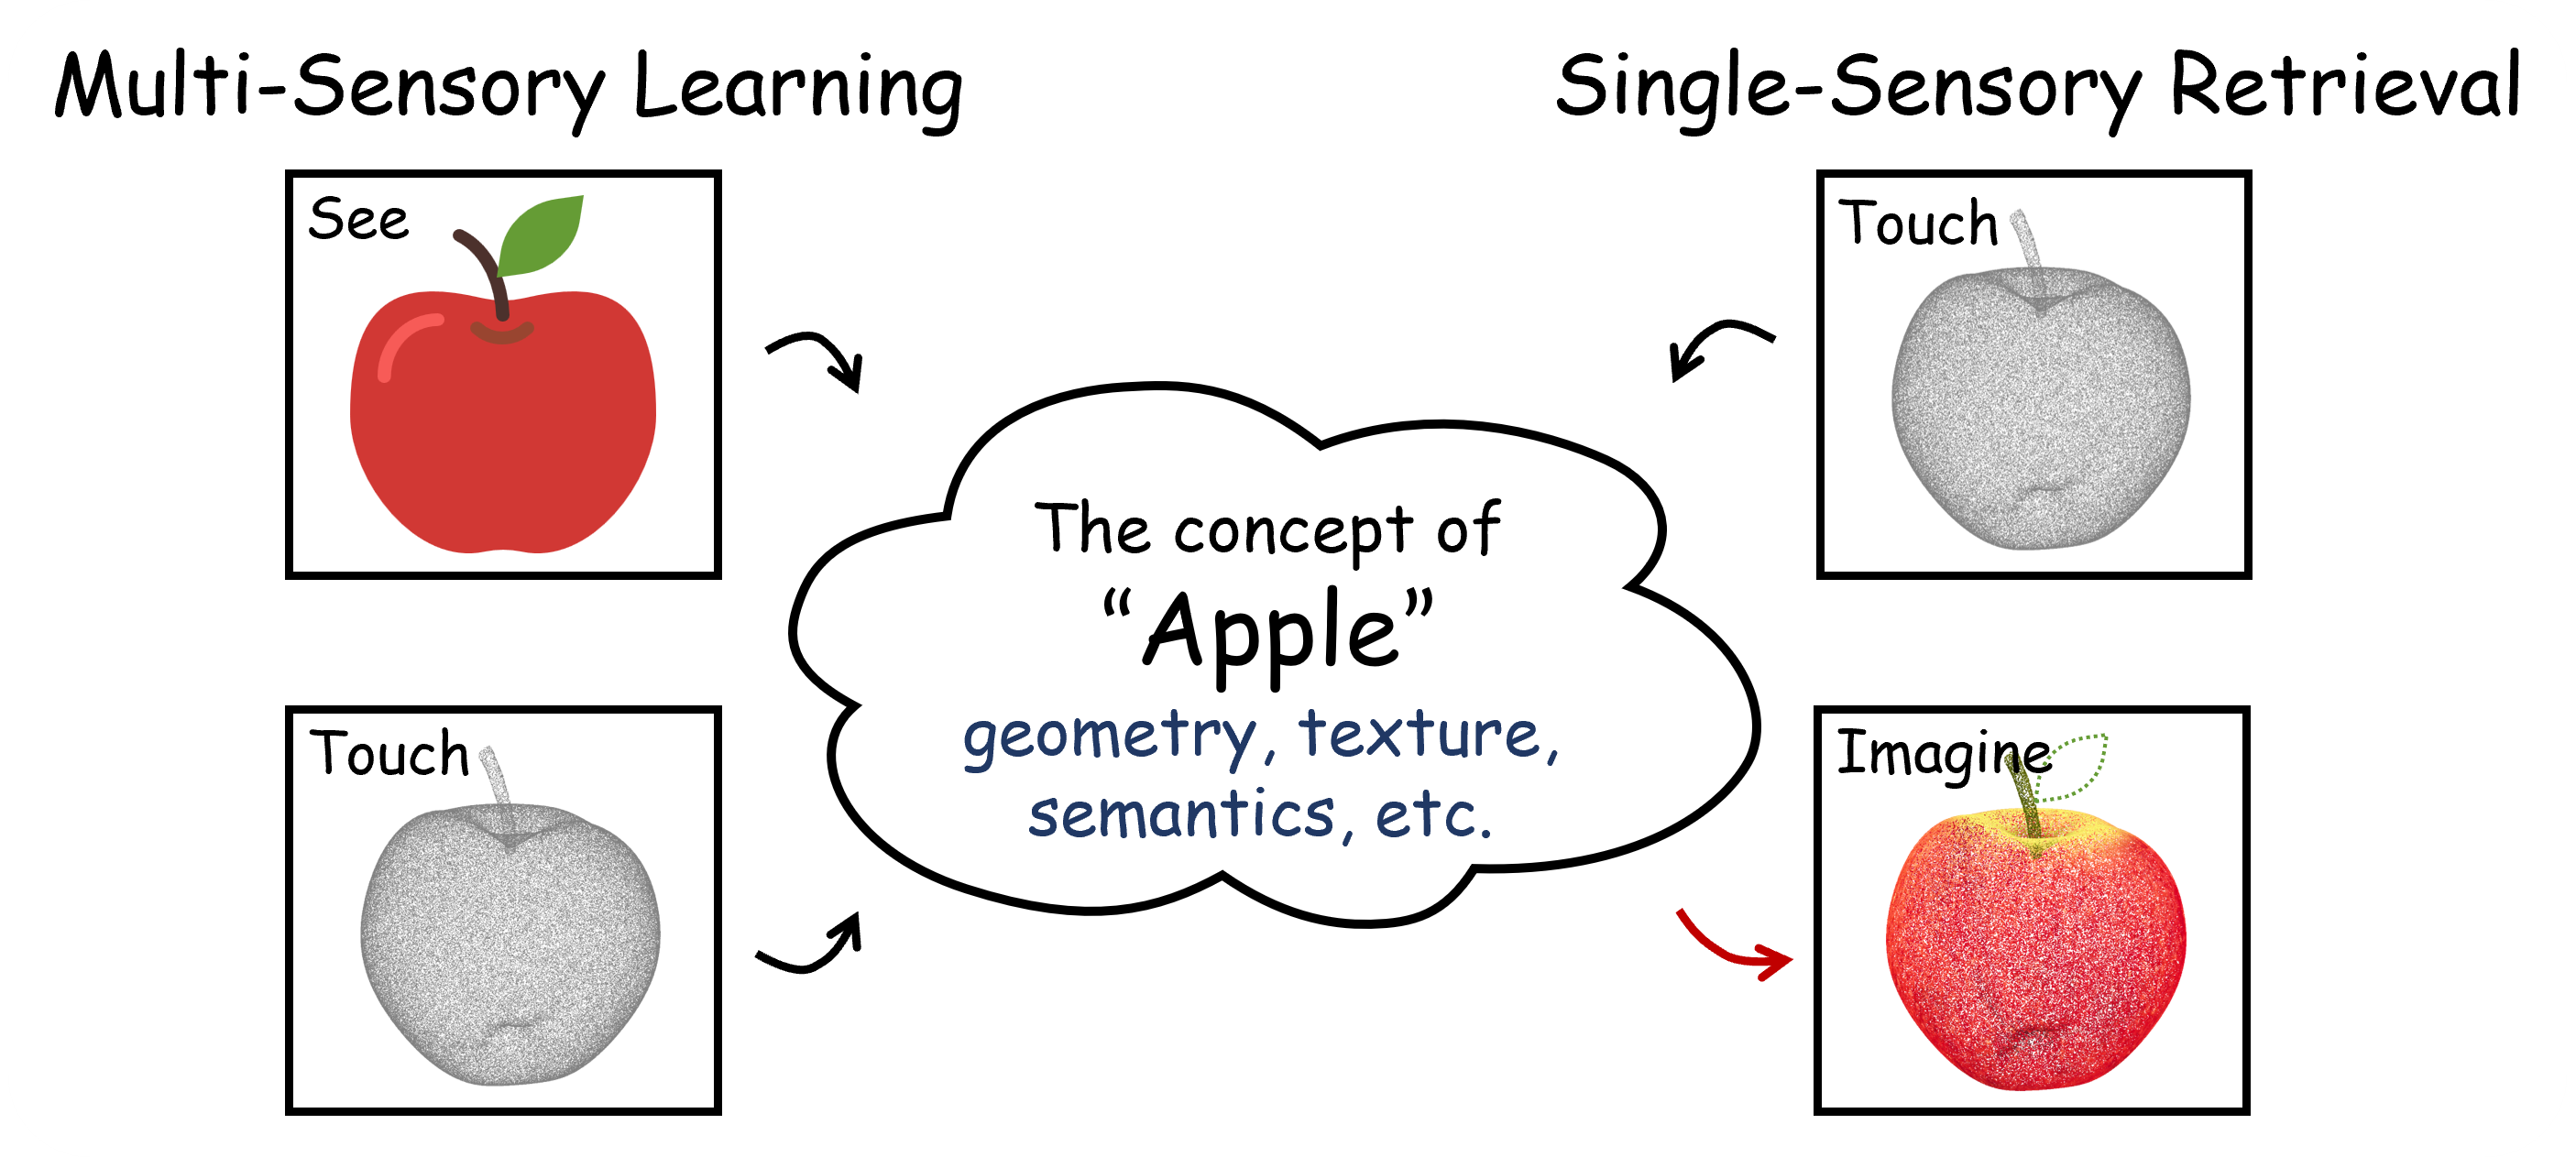 Multi-Sensory Learning
Single-Sensory Retrieval
See
Touch
The concept of
“Apple”
geometry, texture,
semantics, etc.
Touch
Imagine